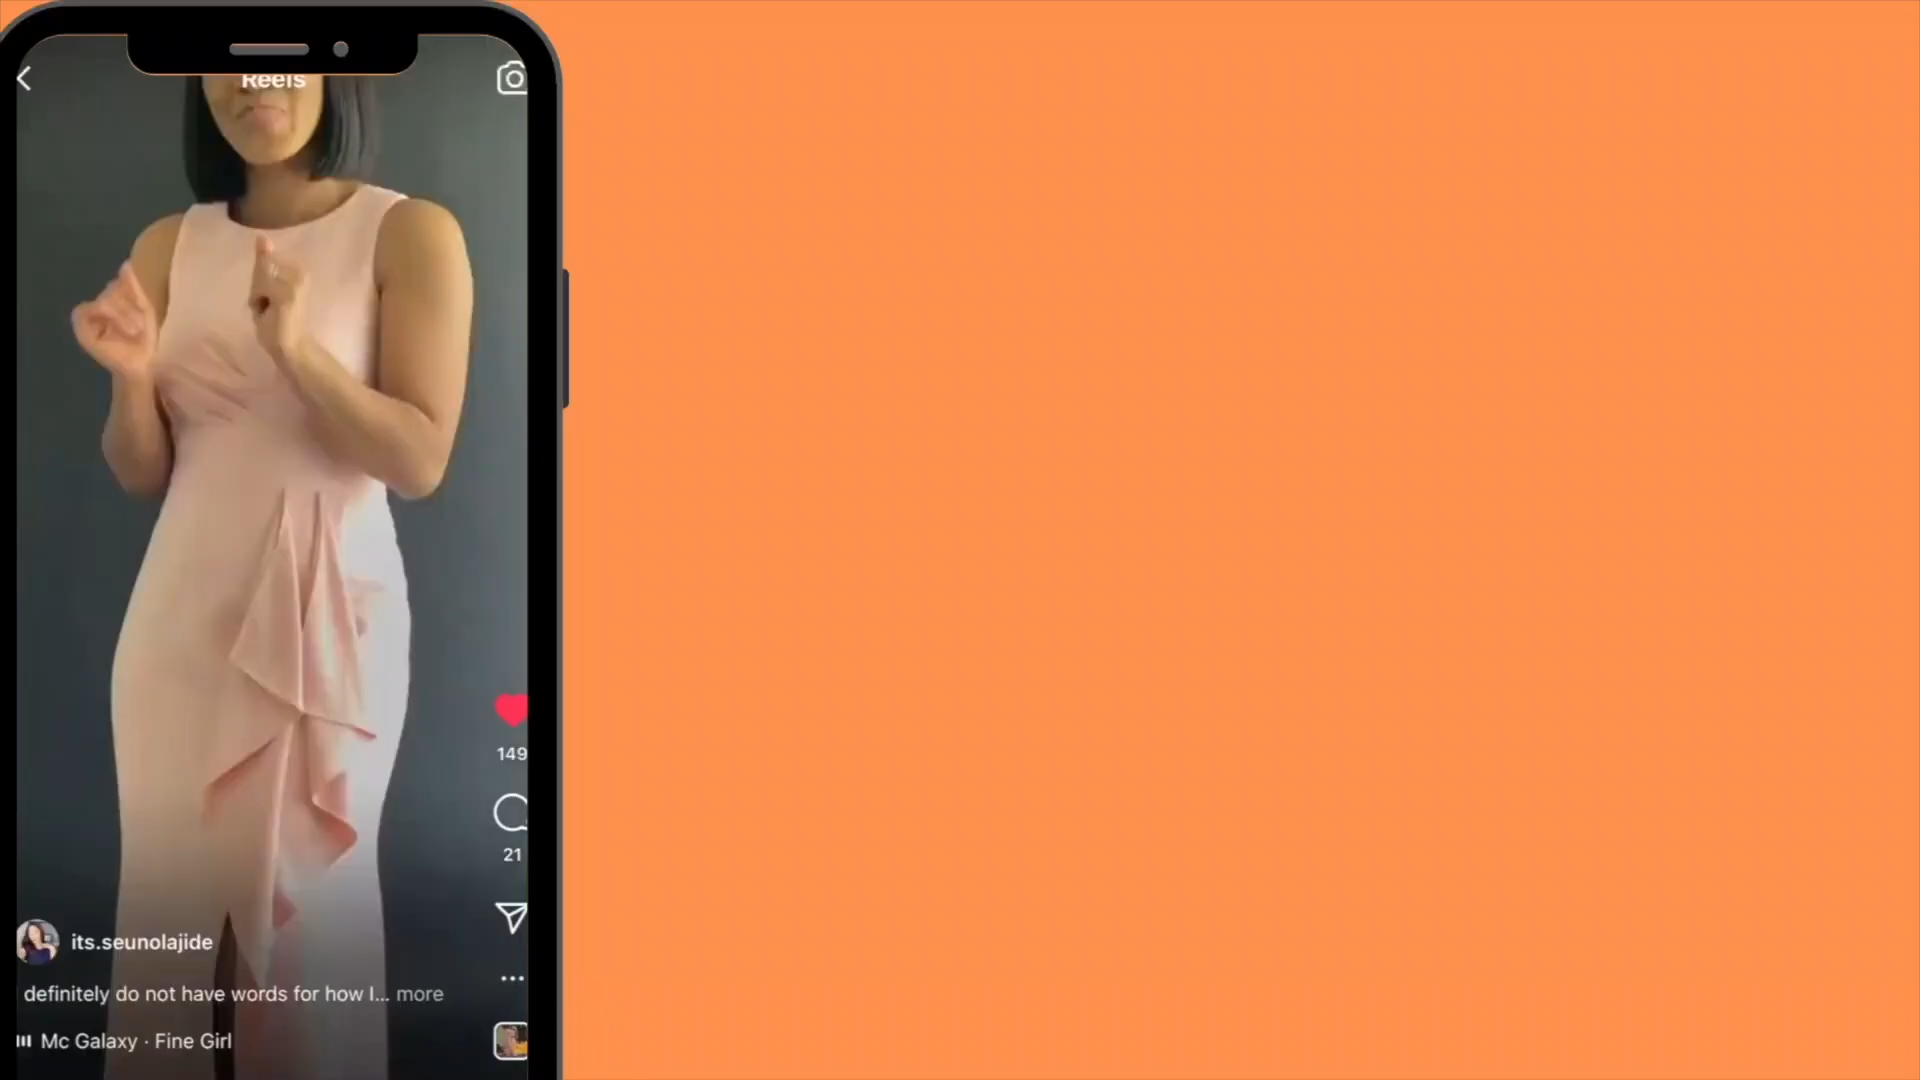 Reels
149
21
its.seunolajide
definitely do not have words for how I... more
Mc Galaxy · Fine Girl